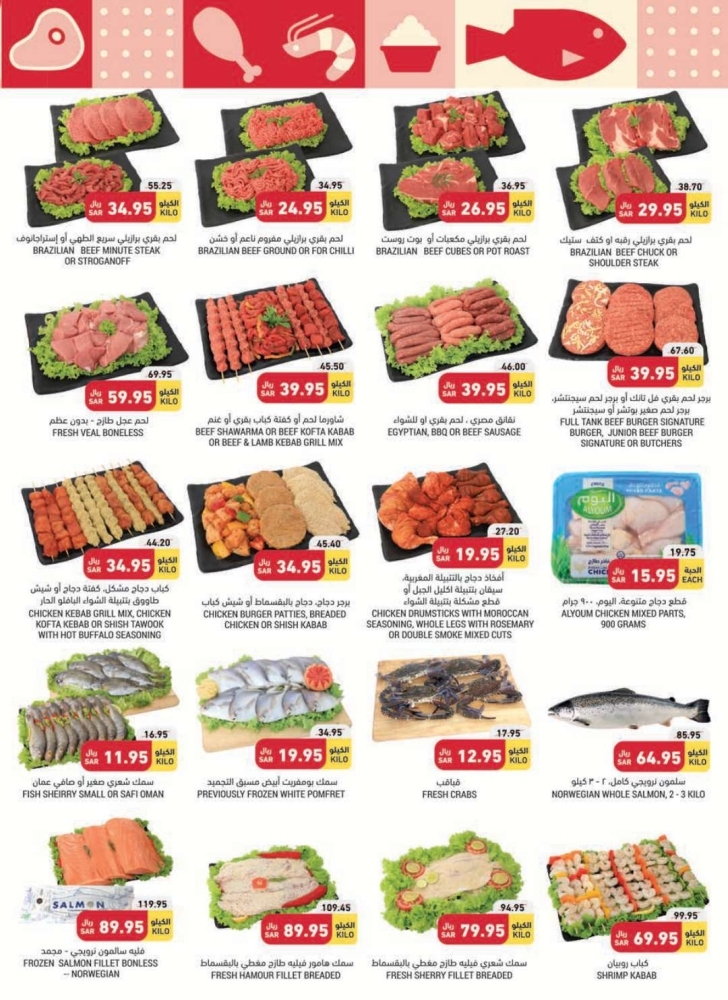 55.25
34.95
24.95
36.95
26.95
38.70
29.95
ريال SAR 34.95 الكيلو KILO
ريال SAR
الكيلو KILO
ريال SAR
الكيلو KILO
ريال SAR
الكيلو KILO
لحم بقري برازيلي سريع الطهي أو إستراجانوف
BRAZILIAN BEEF MINUTE STEAK
OR STROGANOFF
لحم بقري برازيلي مفروم ناعم أو خشن
BRAZILIAN BEEF GROUND OR FOR CHILLI
لحم بقري برازيلي مكعبات أو بوت روست
BRAZILIAN BEEF CUBES OR POT ROAST
لحم بقري برازيلي رقبه او كتف ستيك
BRAZILIAN BEEF CHUCK OR
SHOULDER STEAK
69.95
ريال SAR 59.95 الكيلو KILO
لحم عجل طازج - بدون عظم
FRESH VEAL BONELESS
45.50
ريال SAR 39.95 الكيلو KILO
شاورما لحم أو كفتة كباب بقري أو غنم
BEEF SHAWARMA OR BEEF KOFTA KABAB
OR BEEF & LAMB KEBAB GRILL MIX
46.00
ريال SAR 39.95 الكيلو KILO
نقانق مصري ، لحم بقري او للشواء
EGYPTIAN, BBQ OR BEEF SAUSAGE
67.60
ريال SAR 39.95 الكيلو KILO
برجر لحم بقري فل تانك أو برجر لحم سيجنتشر،
برجر لحم صغير بوتشر أو سيجنتشر
FULL TANK BEEF BURGER SIGNATURE
BURGER, JUNIOR BEEF BURGER
SIGNATURE OR BUTCHERS
44.20
ريال SAR 34.95 الكيلو KILO
كباب دجاج مشكل، كفتة دجاج أو شيش
طاووق بتتبيلة الشواء البافلو الحار
CHICKEN KEBAB GRILL MIX, CHICKEN
KOFTA KEBAB OR SHISH TAWOOK
WITH HOT BUFFALO SEASONING
45.40
ريال SAR 34.95 الكيلو KILO
برجر دجاج، دجاج بالبقسماط أو شيش كباب
CHICKEN BURGER PATTIES, BREADED
CHICKEN OR SHISH KABAB
27.20
ريال SAR 19.95 الكيلو KILO
أفخاذ دجاج بالتتبيلة المغربية،
سيقان بتتبيلة اكليل الجبل أو
قطع مشكلة بتتبيلة الشواء
CHICKEN DRUMSTICKS WITH MOROCCAN
SEASONING, WHOLE LEGS WITH ROSEMARY
OR DOUBLE SMOKE MIXED CUTS
اليوم
ALYOUM
19.75
ريال SAR 15.95 الحبة EACH
قطع دجاج متنوعة، اليوم، ٩٠٠ جرام
ALYOUM CHICKEN MIXED PARTS,
900 GRAMS
16.95
ريال SAR 11.95 الكيلو KILO
سمك شعري صغير أو صافي عمان
FISH SHEIRRY SMALL OR SAFI OMAN
34.95
ريال SAR 19.95 الكيلو KILO
سمك بومفريت أبيض مسبق التجميد
PREVIOUSLY FROZEN WHITE POMFRET
17.95
ريال SAR 12.95 الكيلو KILO
قباقب
FRESH CRABS
85.95
ريال SAR 64.95 الكيلو KILO
سلمون نرويجي كامل، ٢ - ٣ كيلو
NORWEGIAN WHOLE SALMON, 2 - 3 KILO
SALMON
119.95
ريال SAR 89.95 الكيلو KILO
فليه سالمون نرويجي - مجمد
FROZEN SALMON FILLET BONLESS
-- NORWEGIAN
109.45
ريال SAR 89.95 الكيلو KILO
سمك هامور فيليه طازج مغطي بالبقسماط
FRESH HAMOUR FILLET BREADED
94.95
ريال SAR 79.95 الكيلو KILO
سمك شعري فيليه طازج مغطي بالبقسماط
FRESH SHERRY FILLET BREADED
99.95
ريال SAR 69.95 الكيلو KILO
كباب روبيان
SHRIMP KABAB